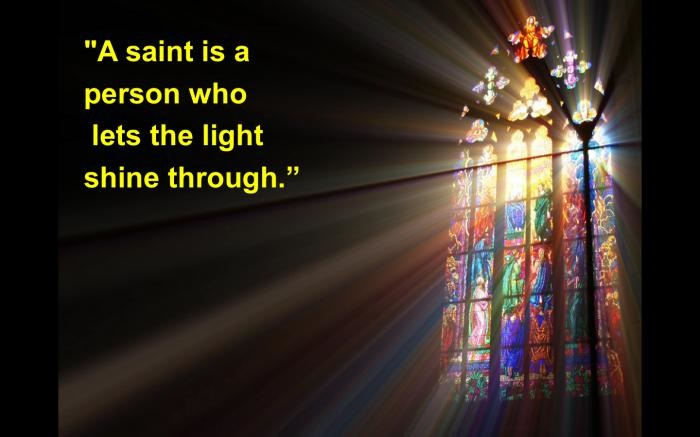 "A saint is a
person who
lets the light
shine through.”